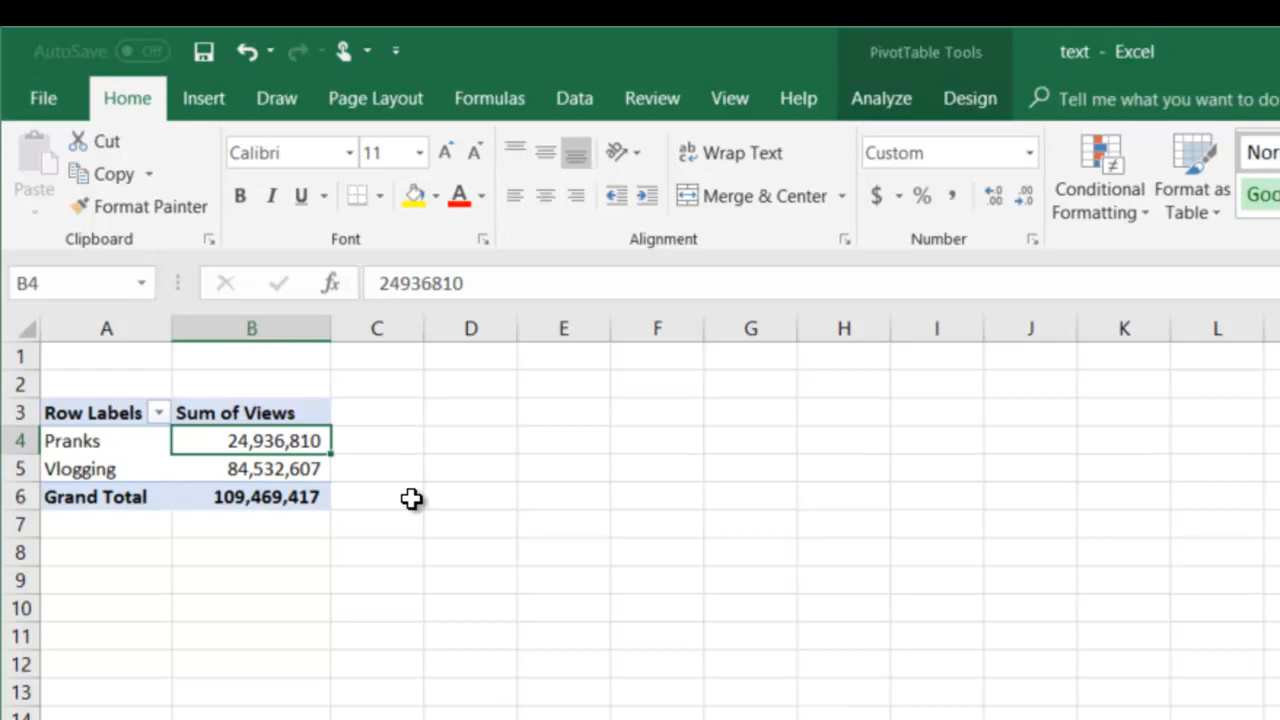 AutoSave Off
PivotTable Tools
text - Excel
File Home Insert Draw Page Layout Formulas Data Review View Help Analyze Design Tell me what you want to do
Paste
Cut
Copy
Format Painter
Clipboard
Calibri 11 A A
B I U A
Font
Wrap Text
Merge & Center
Alignment
Custom
$ % ,
Number
Conditional Formatting
Format as Table
Nor
Goo
B4 fx 24936810
A B C D E F G H I J K L
1
2
3 Row Labels Sum of Views
4 Pranks 24,936,810
5 Vlogging 84,532,607
6 Grand Total 109,469,417
7
8
9
10
11
12
13
14